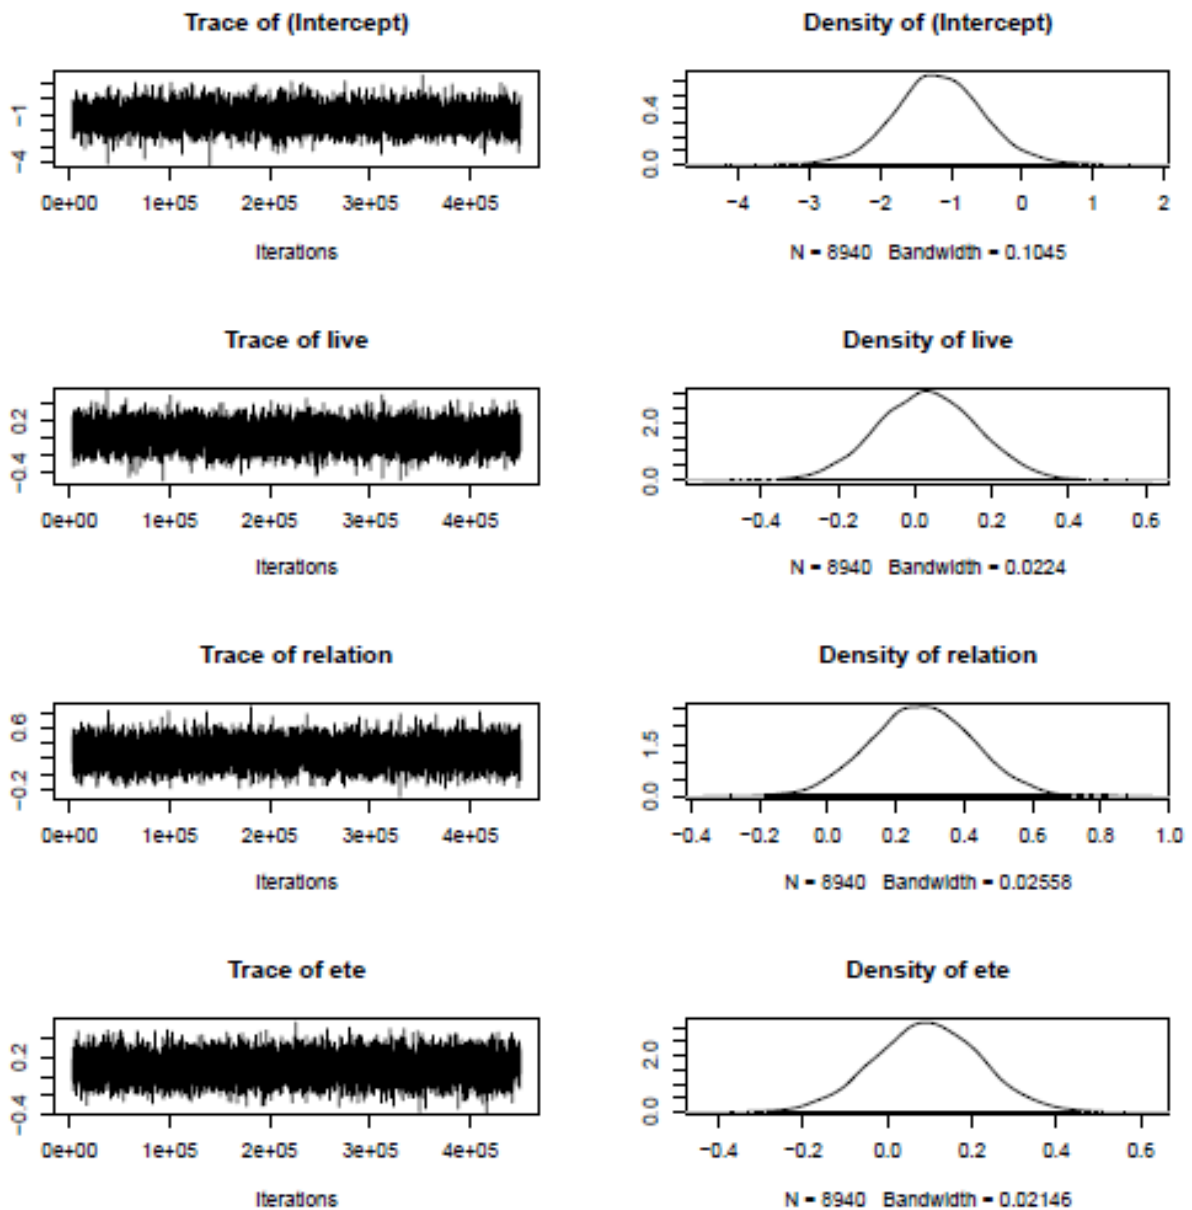 Trace of (Intercept)
Density of (Intercept)
−1
−4
0e+00 1e+05 2e+05 3e+05 4e+05
Iterations
0.4
0.0
−4 −3 −2 −1 0 1 2
N = 8940 Bandwidth = 0.1045
Trace of live
Density of live
0.2
−0.4
0e+00 1e+05 2e+05 3e+05 4e+05
Iterations
2.0
0.0
−0.4 −0.2 0.0 0.2 0.4 0.6
N = 8940 Bandwidth = 0.0224
Trace of relation
Density of relation
0.6
−0.2
0e+00 1e+05 2e+05 3e+05 4e+05
Iterations
1.5
0.0
−0.4 −0.2 0.0 0.2 0.4 0.6 0.8 1.0
N = 8940 Bandwidth = 0.02558
Trace of ete
Density of ete
0.2
−0.4
0e+00 1e+05 2e+05 3e+05 4e+05
Iterations
2.0
0.0
−0.4 −0.2 0.0 0.2 0.4 0.6
N = 8940 Bandwidth = 0.02146